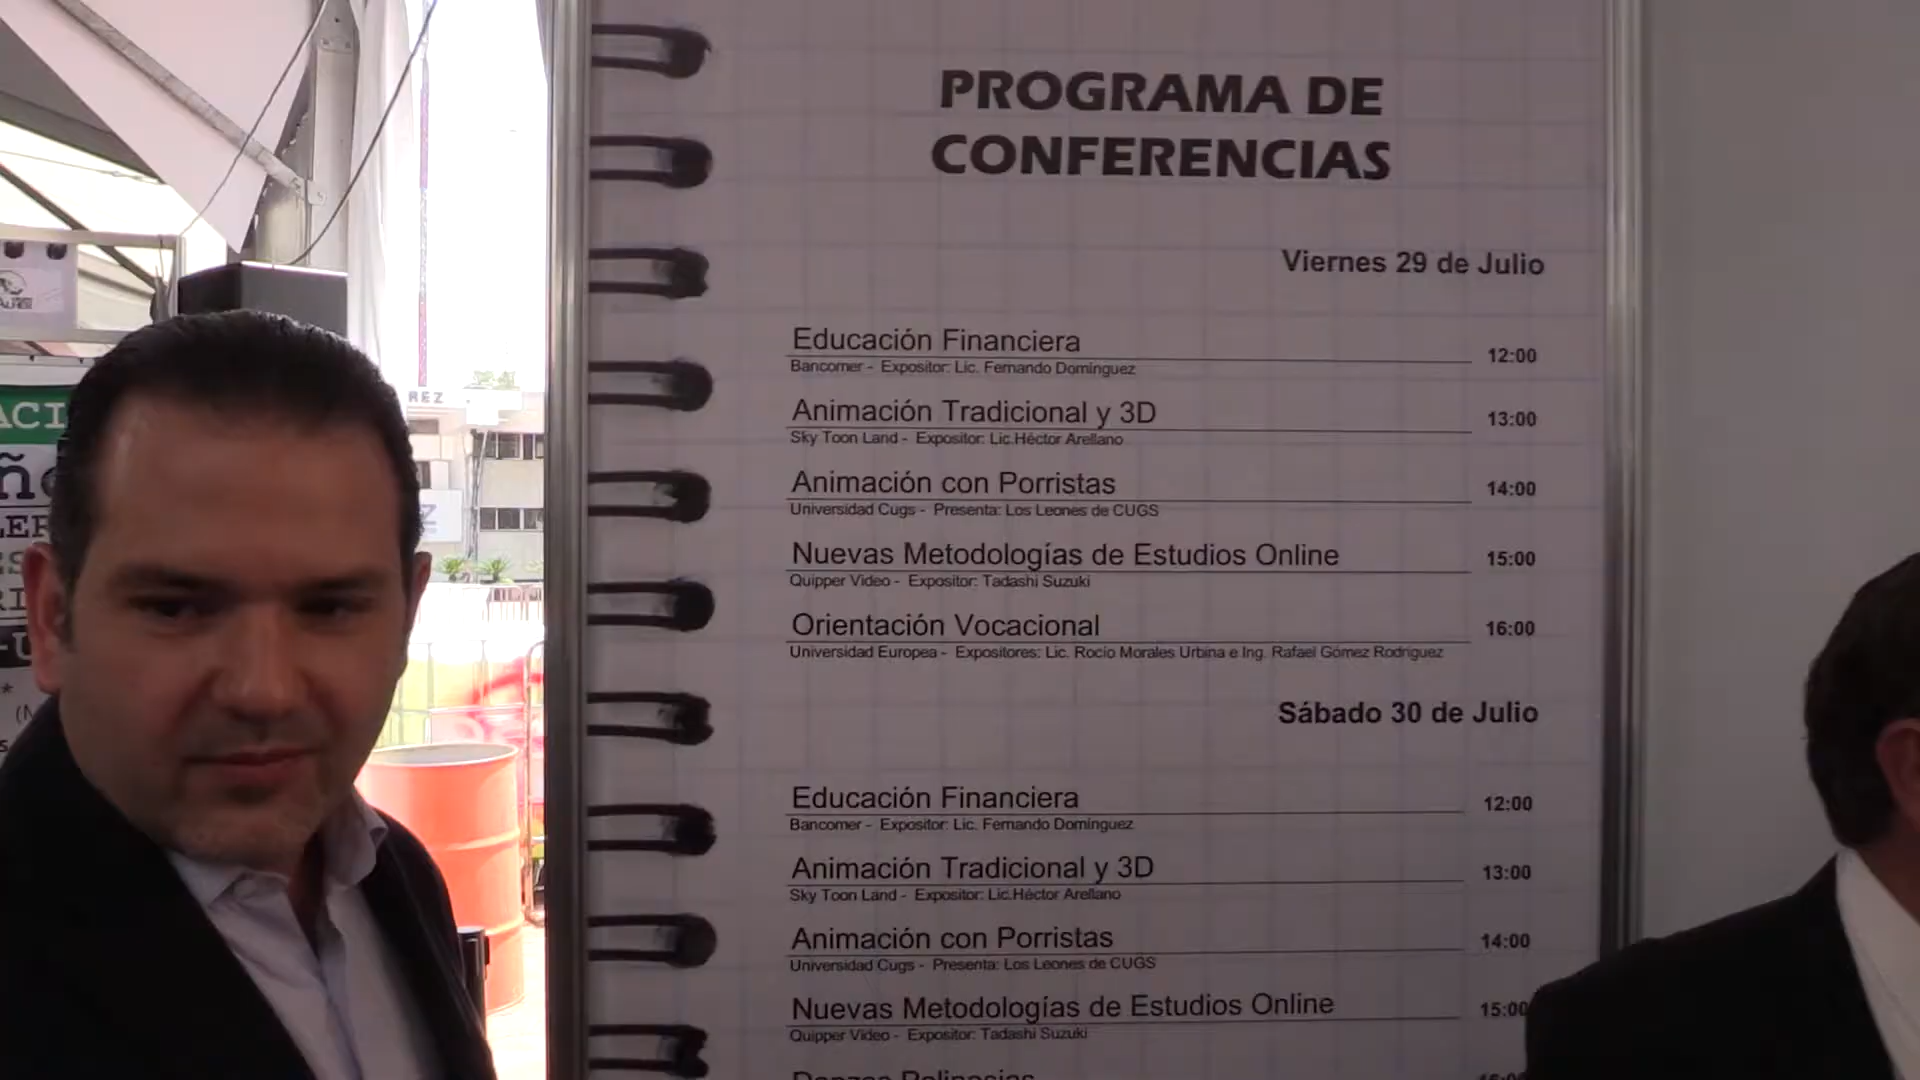 PROGRAMA DE
CONFERENCIAS
Viernes 29 de Julio
Educación Financiera 12:00
Bancomer - Expositor: Lic. Fernando Domínguez
Animación Tradicional y 3D 13:00
Sky Toon Land - Expositor: Lic.Héctor Arellano
Animación con Porristas 14:00
Universidad Cugs - Presenta: Los Leones de CUGS
Nuevas Metodologías de Estudios Online 15:00
Quipper Video - Expositor: Tadashi Suzuki
Orientación Vocacional 16:00
Universidad Europea - Expositores: Lic. Rocío Morales Urbina e Ing. Rafael Gómez Rodríguez
Sábado 30 de Julio
Educación Financiera 12:00
Bancomer - Expositor: Lic. Fernando Domínguez
Animación Tradicional y 3D 13:00
Sky Toon Land - Expositor: Lic.Héctor Arellano
Animación con Porristas 14:00
Universidad Cugs - Presenta: Los Leones de CUGS
Nuevas Metodologías de Estudios Online 15:00
Quipper Video - Expositor: Tadashi Suzuki
REZ
ACI